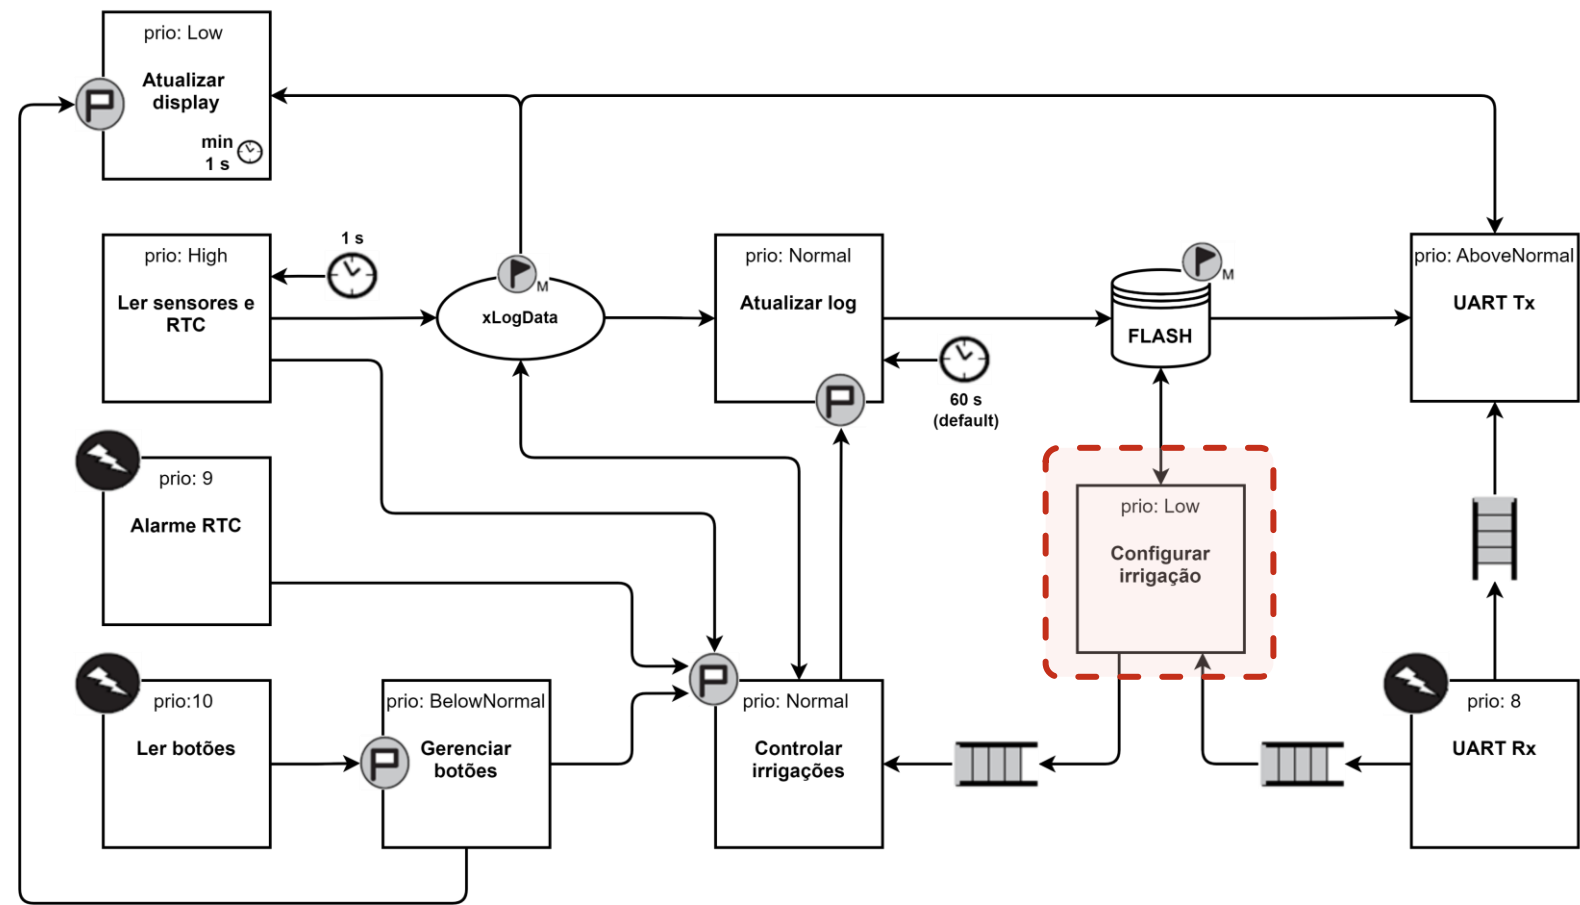 prio: Low
Atualizar
display
min
1 s
prio: High
Ler sensores e
RTC
1 s
xLogData
M
prio: Normal
Atualizar log
60 s
(default)
M
FLASH
prio: AboveNormal
UART Tx
prio: 9
Alarme RTC
prio: Low
Configurar
irrigação
prio:10
Ler botões
prio: BelowNormal
Gerenciar
botões
prio: Normal
Controlar
irrigações
prio: 8
UART Rx